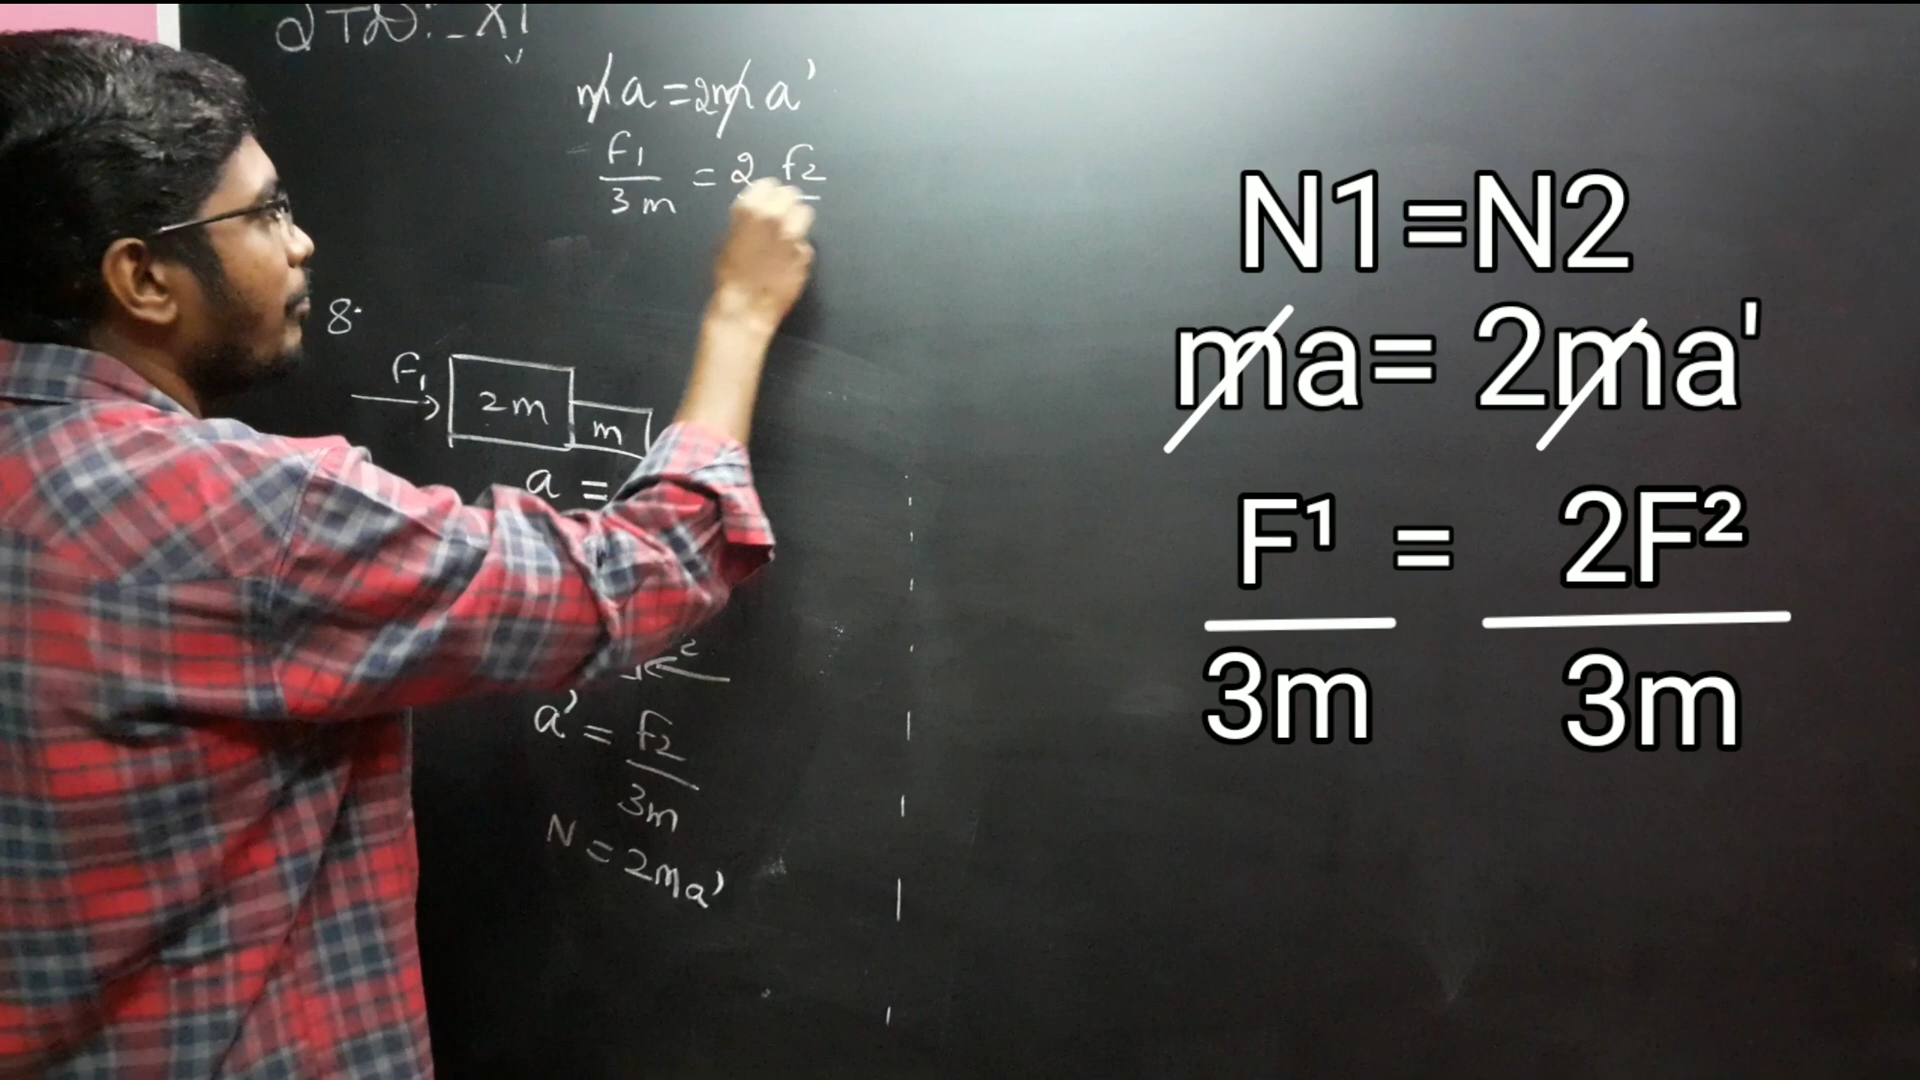 ma = 2ma'
F₁ = 2 F₂
3m
8.
F₁
2m
m
a =
a' = F₂
3m
N = 2ma'
N1=N2
ma= 2ma'
F¹ = 2F²
3m 3m